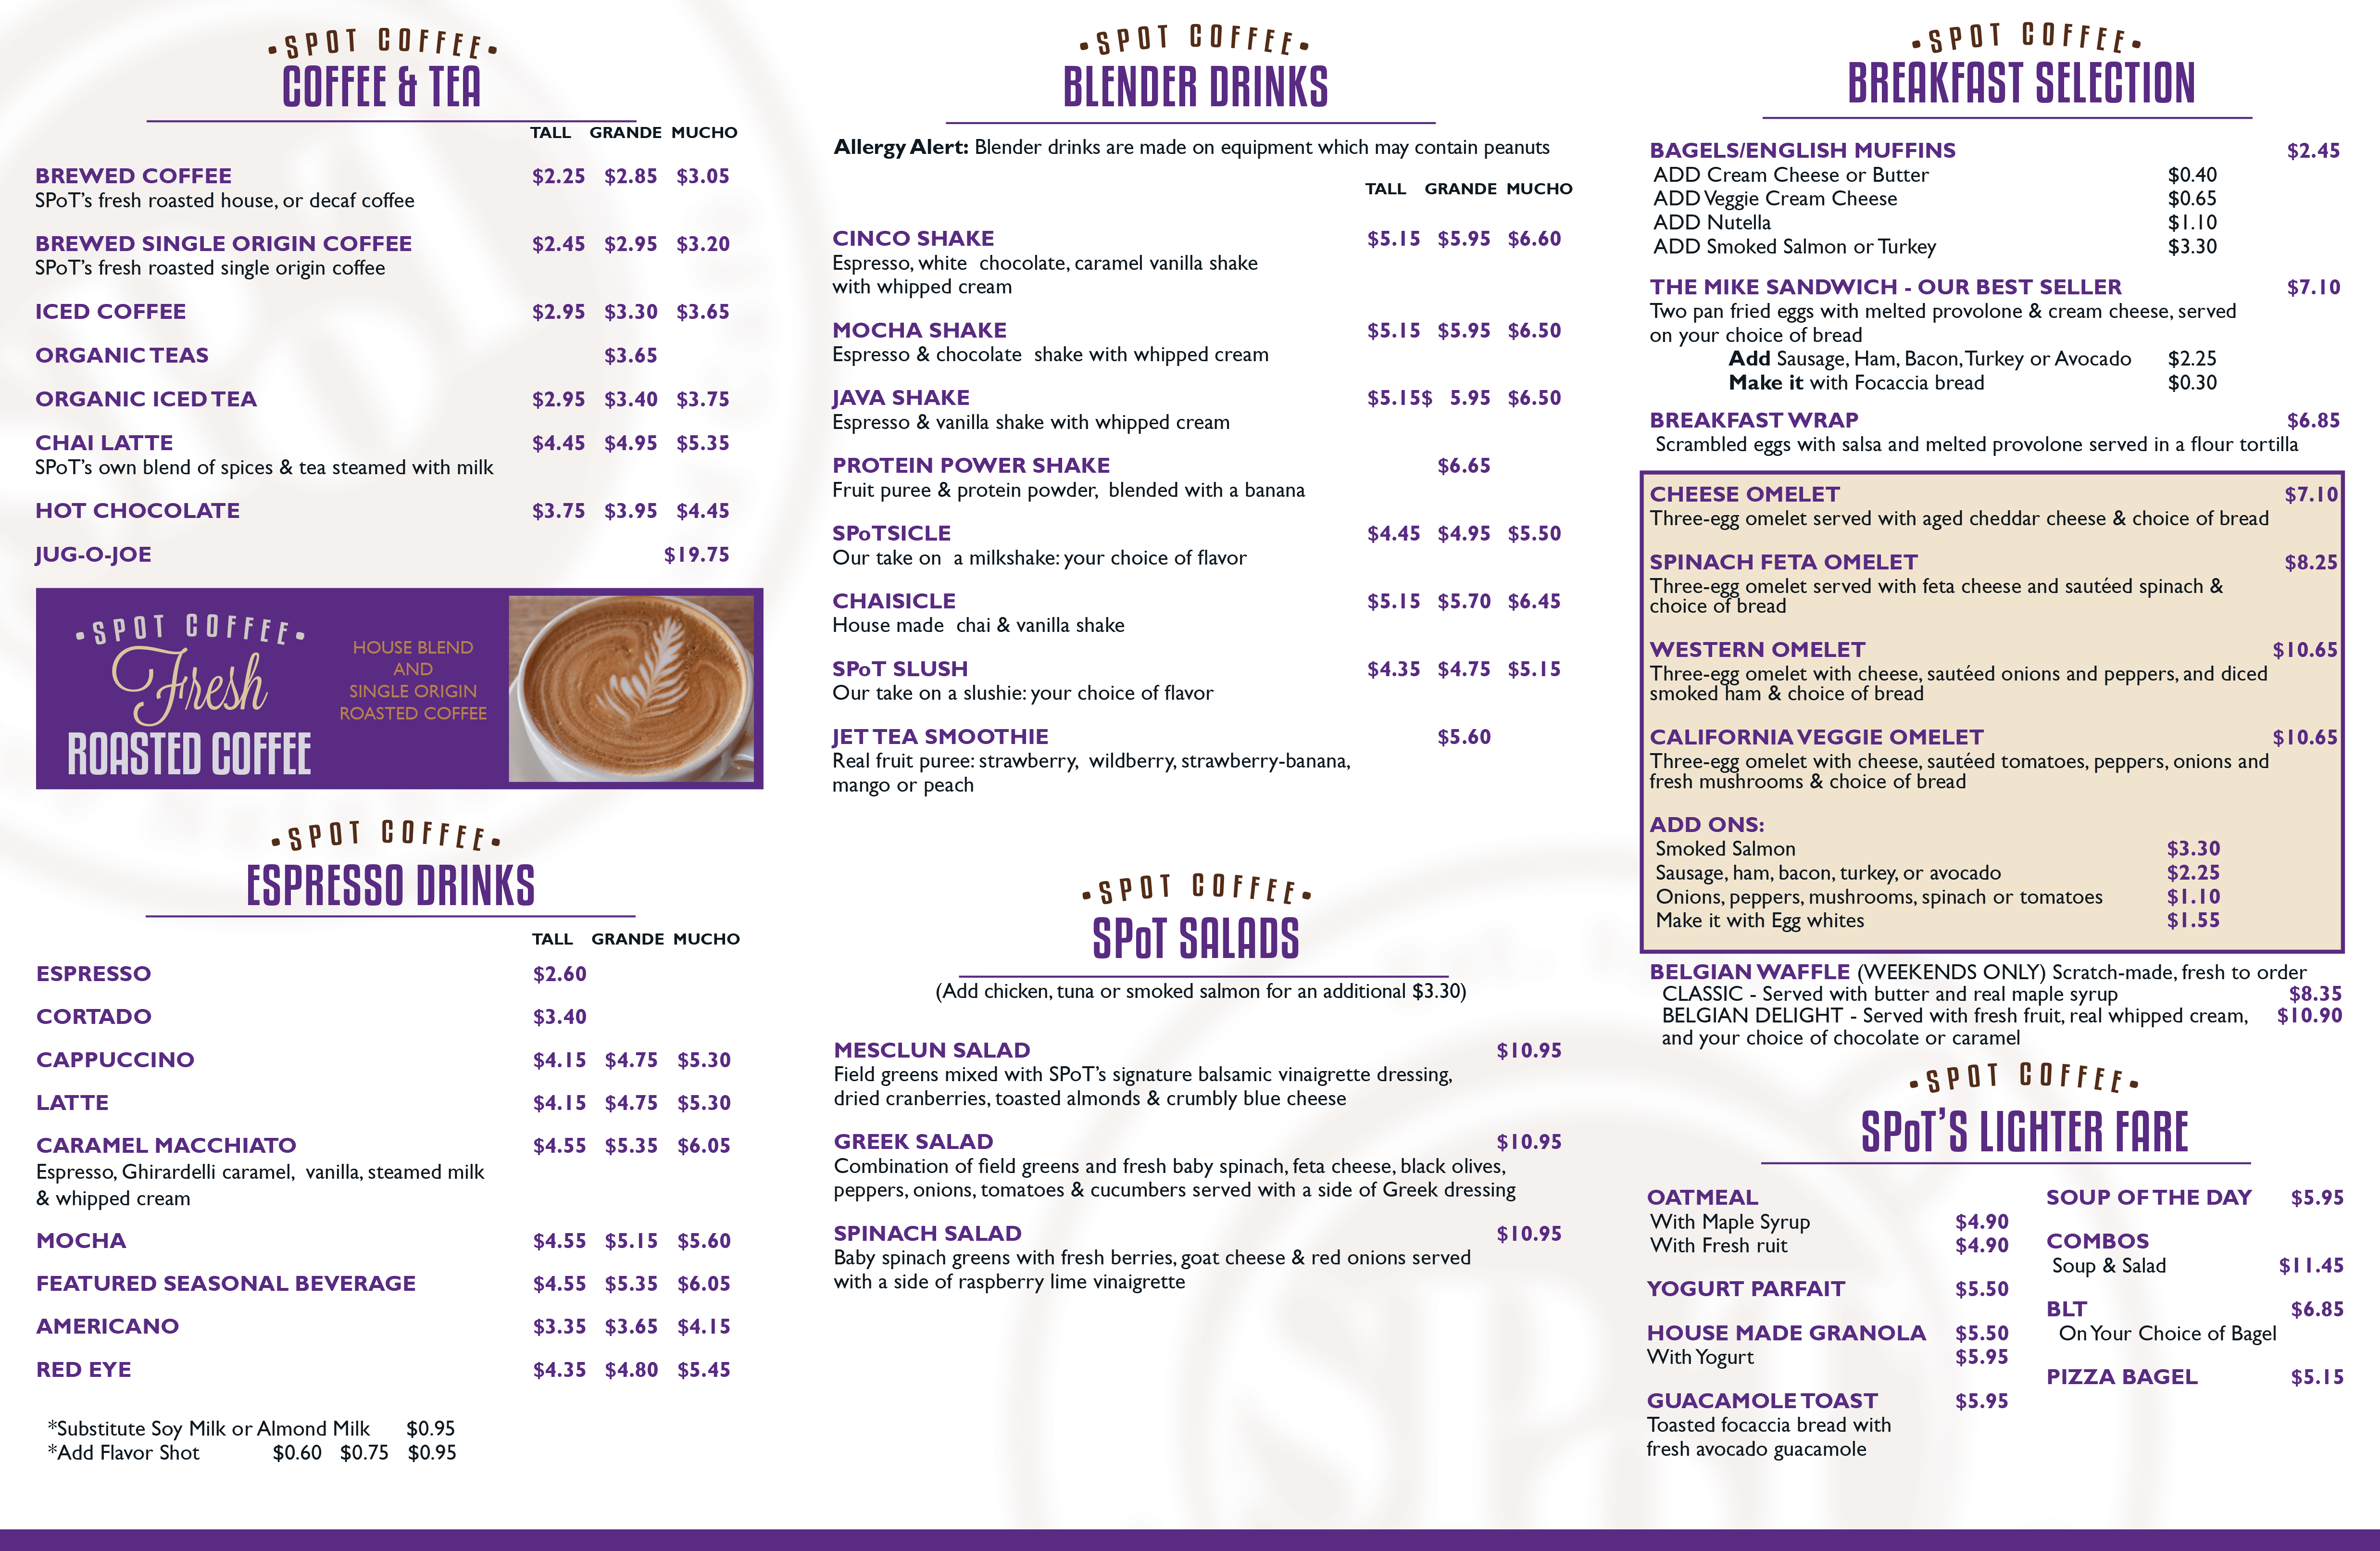 SPOT COFFEE
COFFEE & TEA
TALL GRANDE MUCHO
BREWED COFFEE $2.25 $2.85 $3.05
SPoT's fresh roasted house, or decaf coffee
BREWED SINGLE ORIGIN COFFEE $2.45 $2.95 $3.20
SPoT's fresh roasted single origin coffee
ICED COFFEE $2.95 $3.30 $3.65
ORGANIC TEAS $3.65
ORGANIC ICED TEA $2.95 $3.40 $3.75
CHAI LATTE $4.45 $4.95 $5.35
SPoT's own blend of spices & tea steamed with milk
HOT CHOCOLATE $3.75 $3.95 $4.45
JUG-O-JOE $19.75
SPOT COFFEE
Fresh
ROASTED COFFEE
HOUSE BLEND
AND
SINGLE ORIGIN
ROASTED COFFEE
SPOT COFFEE
ESPRESSO DRINKS
TALL GRANDE MUCHO
ESPRESSO $2.60
CORTADO $3.40
CAPPUCCINO $4.15 $4.75 $5.30
LATTE $4.15 $4.75 $5.30
CARAMEL MACCHIATO $4.55 $5.35 $6.05
Espresso, Ghirardelli caramel, vanilla, steamed milk
& whipped cream
MOCHA $4.55 $5.15 $5.60
FEATURED SEASONAL BEVERAGE $4.55 $5.35 $6.05
AMERICANO $3.35 $3.65 $4.15
RED EYE $4.35 $4.80 $5.45
*Substitute Soy Milk or Almond Milk $0.95
*Add Flavor Shot $0.60 $0.75 $0.95
SPOT COFFEE
BLENDER DRINKS
Allergy Alert: Blender drinks are made on equipment which may contain peanuts
TALL GRANDE MUCHO
CINCO SHAKE $5.15 $5.95 $6.60
Espresso, white chocolate, caramel vanilla shake
with whipped cream
MOCHA SHAKE $5.15 $5.95 $6.50
Espresso & chocolate shake with whipped cream
JAVA SHAKE $5.15$ 5.95 $6.50
Espresso & vanilla shake with whipped cream
PROTEIN POWER SHAKE $6.65
Fruit puree & protein powder, blended with a banana
SPoTSICLE $4.45 $4.95 $5.50
Our take on a milkshake: your choice of flavor
CHAISICLE $5.15 $5.70 $6.45
House made chai & vanilla shake
SPoT SLUSH $4.35 $4.75 $5.15
Our take on a slushie: your choice of flavor
JET TEA SMOOTHIE $5.60
Real fruit puree: strawberry, wildberry, strawberry-banana,
mango or peach
SPOT COFFEE
SPoT SALADS
(Add chicken, tuna or smoked salmon for an additional $3.30)
MESCLUN SALAD $10.95
Field greens mixed with SPoT's signature balsamic vinaigrette dressing,
dried cranberries, toasted almonds & crumbly blue cheese
GREEK SALAD $10.95
Combination of field greens and fresh baby spinach, feta cheese, black olives,
peppers, onions, tomatoes & cucumbers served with a side of Greek dressing
SPINACH SALAD $10.95
Baby spinach greens with fresh berries, goat cheese & red onions served
with a side of raspberry lime vinaigrette
SPOT COFFEE
BREAKFAST SELECTION
BAGELS/ENGLISH MUFFINS $2.45
ADD Cream Cheese or Butter $0.40
ADD Veggie Cream Cheese $0.65
ADD Nutella $1.10
ADD Smoked Salmon or Turkey $3.30
THE MIKE SANDWICH - OUR BEST SELLER $7.10
Two pan fried eggs with melted provolone & cream cheese, served
on your choice of bread
Add Sausage, Ham, Bacon, Turkey or Avocado $2.25
Make it with Focaccia bread $0.30
BREAKFAST WRAP $6.85
Scrambled eggs with salsa and melted provolone served in a flour tortilla
CHEESE OMELET $7.10
Three-egg omelet served with aged cheddar cheese & choice of bread
SPINACH FETA OMELET $8.25
Three-egg omelet served with feta cheese and sautéed spinach &
choice of bread
WESTERN OMELET $10.65
Three-egg omelet with cheese, sautéed onions and peppers, and diced
smoked ham & choice of bread
CALIFORNIA VEGGIE OMELET $10.65
Three-egg omelet with cheese, sautéed tomatoes, peppers, onions and
fresh mushrooms & choice of bread
ADD ONS:
Smoked Salmon $3.30
Sausage, ham, bacon, turkey, or avocado $2.25
Onions, peppers, mushrooms, spinach or tomatoes $1.10
Make it with Egg whites $1.55
BELGIAN WAFFLE (WEEKENDS ONLY) Scratch-made, fresh to order
CLASSIC - Served with butter and real maple syrup $8.35
BELGIAN DELIGHT - Served with fresh fruit, real whipped cream, $10.90
and your choice of chocolate or caramel
SPOT COFFEE
SPoT'S LIGHTER FARE
OATMEAL
With Maple Syrup $4.90
With Fresh ruit $4.90
YOGURT PARFAIT $5.50
HOUSE MADE GRANOLA $5.50
With Yogurt $5.95
GUACAMOLE TOAST $5.95
Toasted focaccia bread with
fresh avocado guacamole
SOUP OF THE DAY $5.95
COMBOS
Soup & Salad $11.45
BLT $6.85
On Your Choice of Bagel
PIZZA BAGEL $5.15